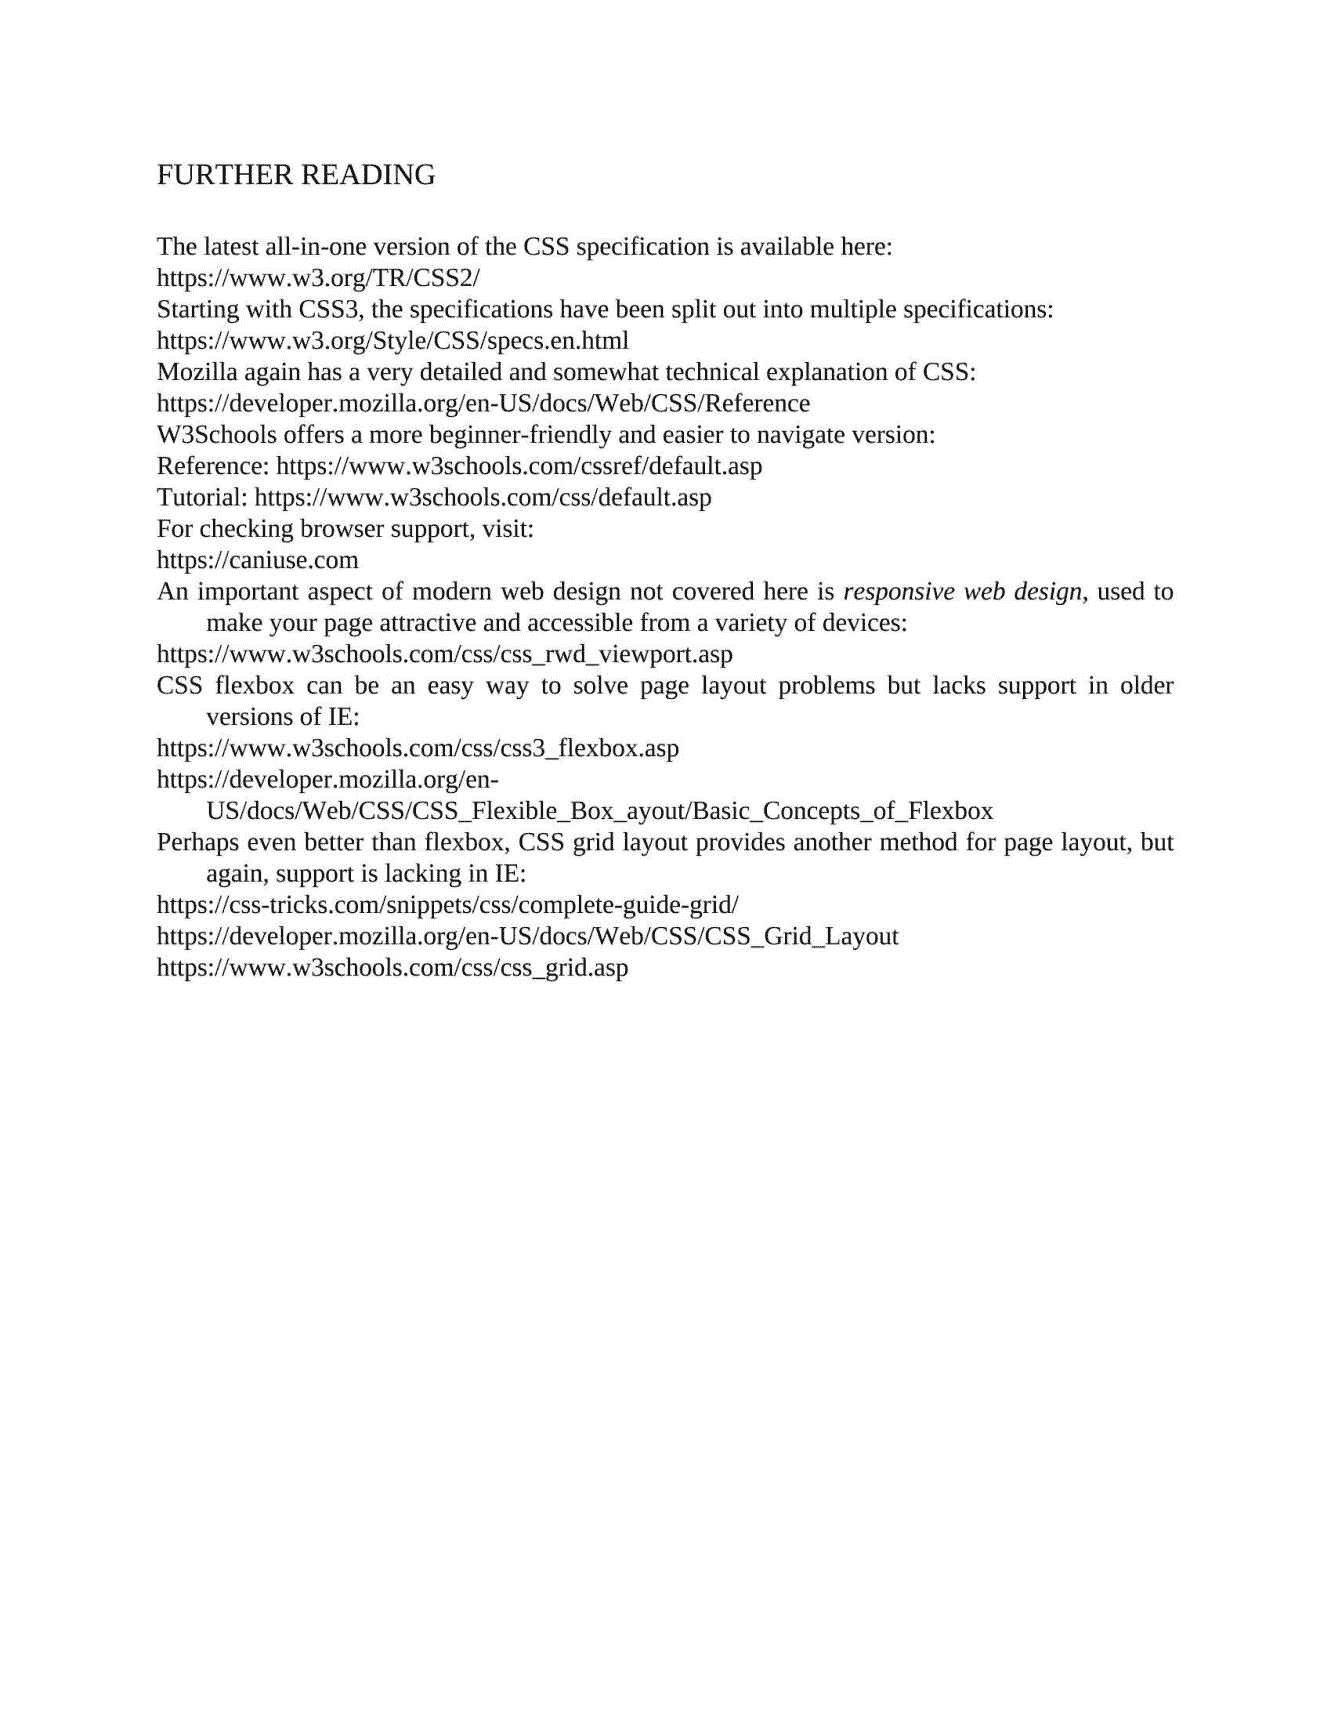 FURTHER READING
The latest all-in-one version of the CSS specification is available here:
https://www.w3.org/TR/CSS2/
Starting with CSS3, the specifications have been split out into multiple specifications:
https://www.w3.org/Style/CSS/specs.en.html
Mozilla again has a very detailed and somewhat technical explanation of CSS:
https://developer.mozilla.org/en-US/docs/Web/CSS/Reference
W3Schools offers a more beginner-friendly and easier to navigate version:
Reference: https://www.w3schools.com/cssref/default.asp
Tutorial: https://www.w3schools.com/css/default.asp
For checking browser support, visit:
https://caniuse.com
An important aspect of modern web design not covered here is responsive web design, used to
make your page attractive and accessible from a variety of devices:
https://www.w3schools.com/css/css_rwd_viewport.asp
CSS flexbox can be an easy way to solve page layout problems but lacks support in older
versions of IE:
https://www.w3schools.com/css/css3_flexbox.asp
https://developer.mozilla.org/en-
US/docs/Web/CSS/CSS_Flexible_Box_ayout/Basic_Concepts_of_Flexbox
Perhaps even better than flexbox, CSS grid layout provides another method for page layout, but
again, support is lacking in IE:
https://css-tricks.com/snippets/css/complete-guide-grid/
https://developer.mozilla.org/en-US/docs/Web/CSS/CSS_Grid_Layout
https://www.w3schools.com/css/css_grid.asp